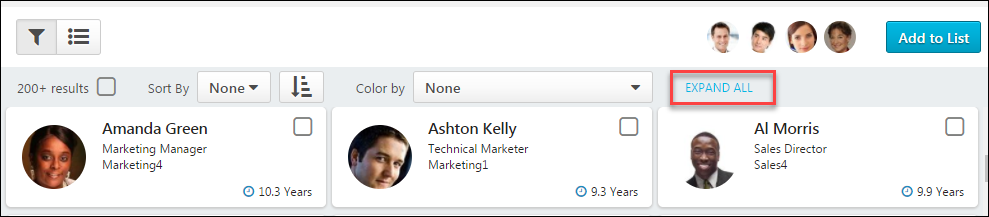 Add to List
200+ results Sort By None Color by None EXPAND ALL
Amanda Green
Marketing Manager
Marketing4
10.3 Years
Ashton Kelly
Technical Marketer
Marketing1
9.3 Years
Al Morris
Sales Director
Sales4
9.9 Years